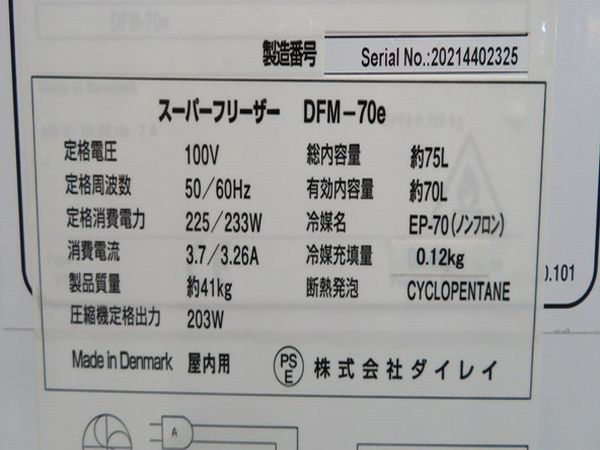 DFM-70e
製造番号 Serial No.:20214402325
スーパーフリーザー DFM-70e
定格電圧 100V 総内容量 約75L
定格周波数 50/60Hz 有効内容量 約70L
定格消費電力 225/233W 冷媒名 EP-70(ノンフロン)
消費電流 3.7/3.26A 冷媒充填量 0.12kg
製品質量 約41kg 断熱発泡 CYCLOPENTANE
圧縮機定格出力 203W
0.101
Made in Denmark 屋内用 PSE 株式会社ダイレイ
A